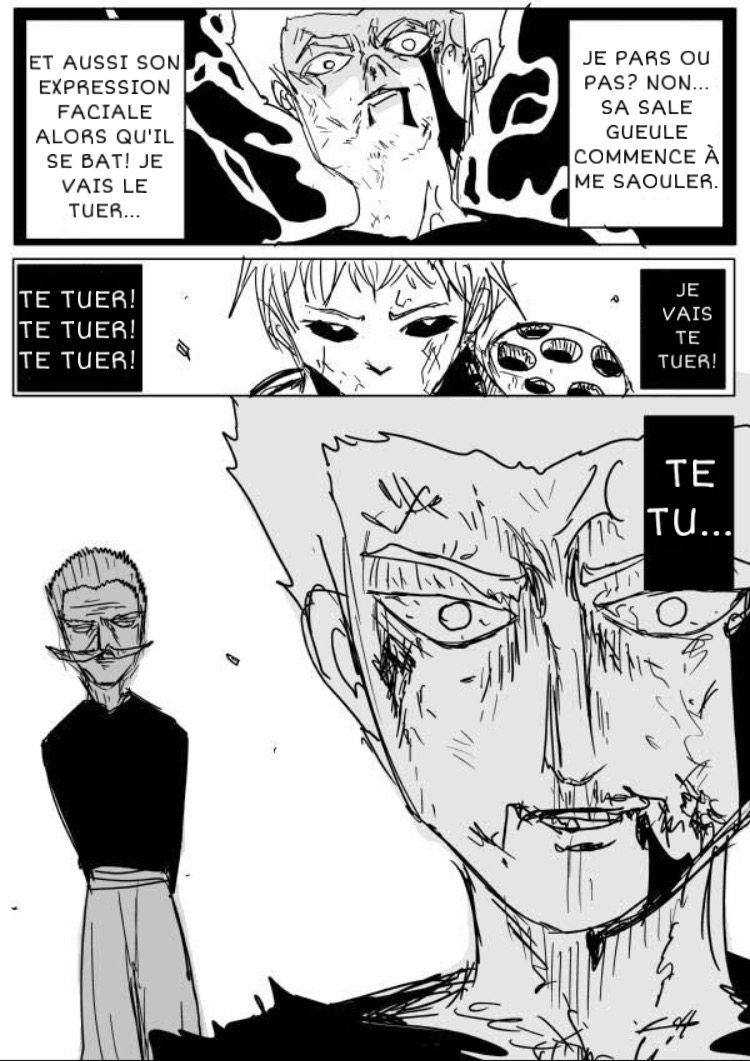 JE PARS OU
PAS? NON...
SA SALE
GUEULE
COMMENCE À
ME SAOULER.
ET AUSSI SON
EXPRESSION
FACIALE
ALORS QU'IL
SE BAT! JE
VAIS LE
TUER...
JE
VAIS
TE
TUER!
TE TUER!
TE TUER!
TE TUER!
TE
TU...